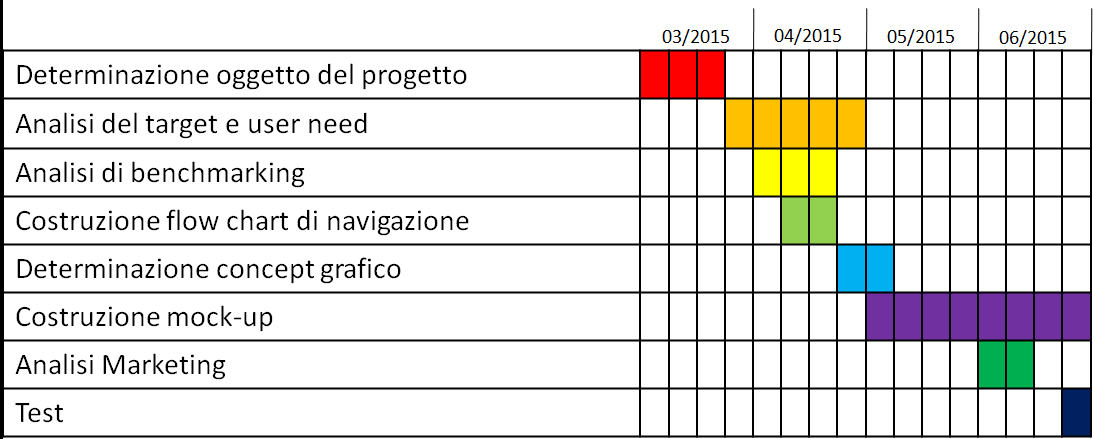 03/2015 04/2015 05/2015 06/2015
Determinazione oggetto del progetto
Analisi del target e user need
Analisi di benchmarking
Costruzione flow chart di navigazione
Determinazione concept grafico
Costruzione mock-up
Analisi Marketing
Test